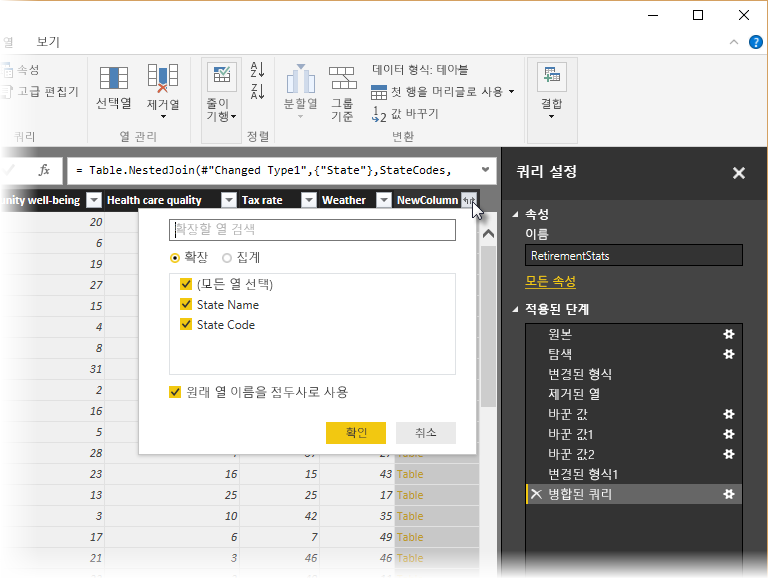 열 보기
속성
고급 편집기
쿼리
선택열
제거열
열 관리
줄이
기행
정렬
분할열
그룹
기준
데이터 형식: 테이블
첫 행을 머리글로 사용
값 바꾸기
변환
결합
fx = Table.NestedJoin(#"Changed Type1",{"State"},StateCodes,
unity well-being Health care quality Tax rate Weather NewColumn
20
6
19
27
15
4
8
31
2
16
5
28
23 16 15 43 Table
13 25 25 17 Table
3 10 42 35 Table
17 6 7 49 Table
21 3 46 46 Table
확장할 열 검색
확장 집계
(모든 열 선택)
State Name
State Code
원래 열 이름을 접두사로 사용
확인 취소
쿼리 설정
속성
이름
RetirementStats
모든 속성
적용된 단계
원본
탐색
변경된 형식
제거된 열
바꾼 값
바꾼 값1
바꾼 값2
변경된 형식1
병합된 쿼리